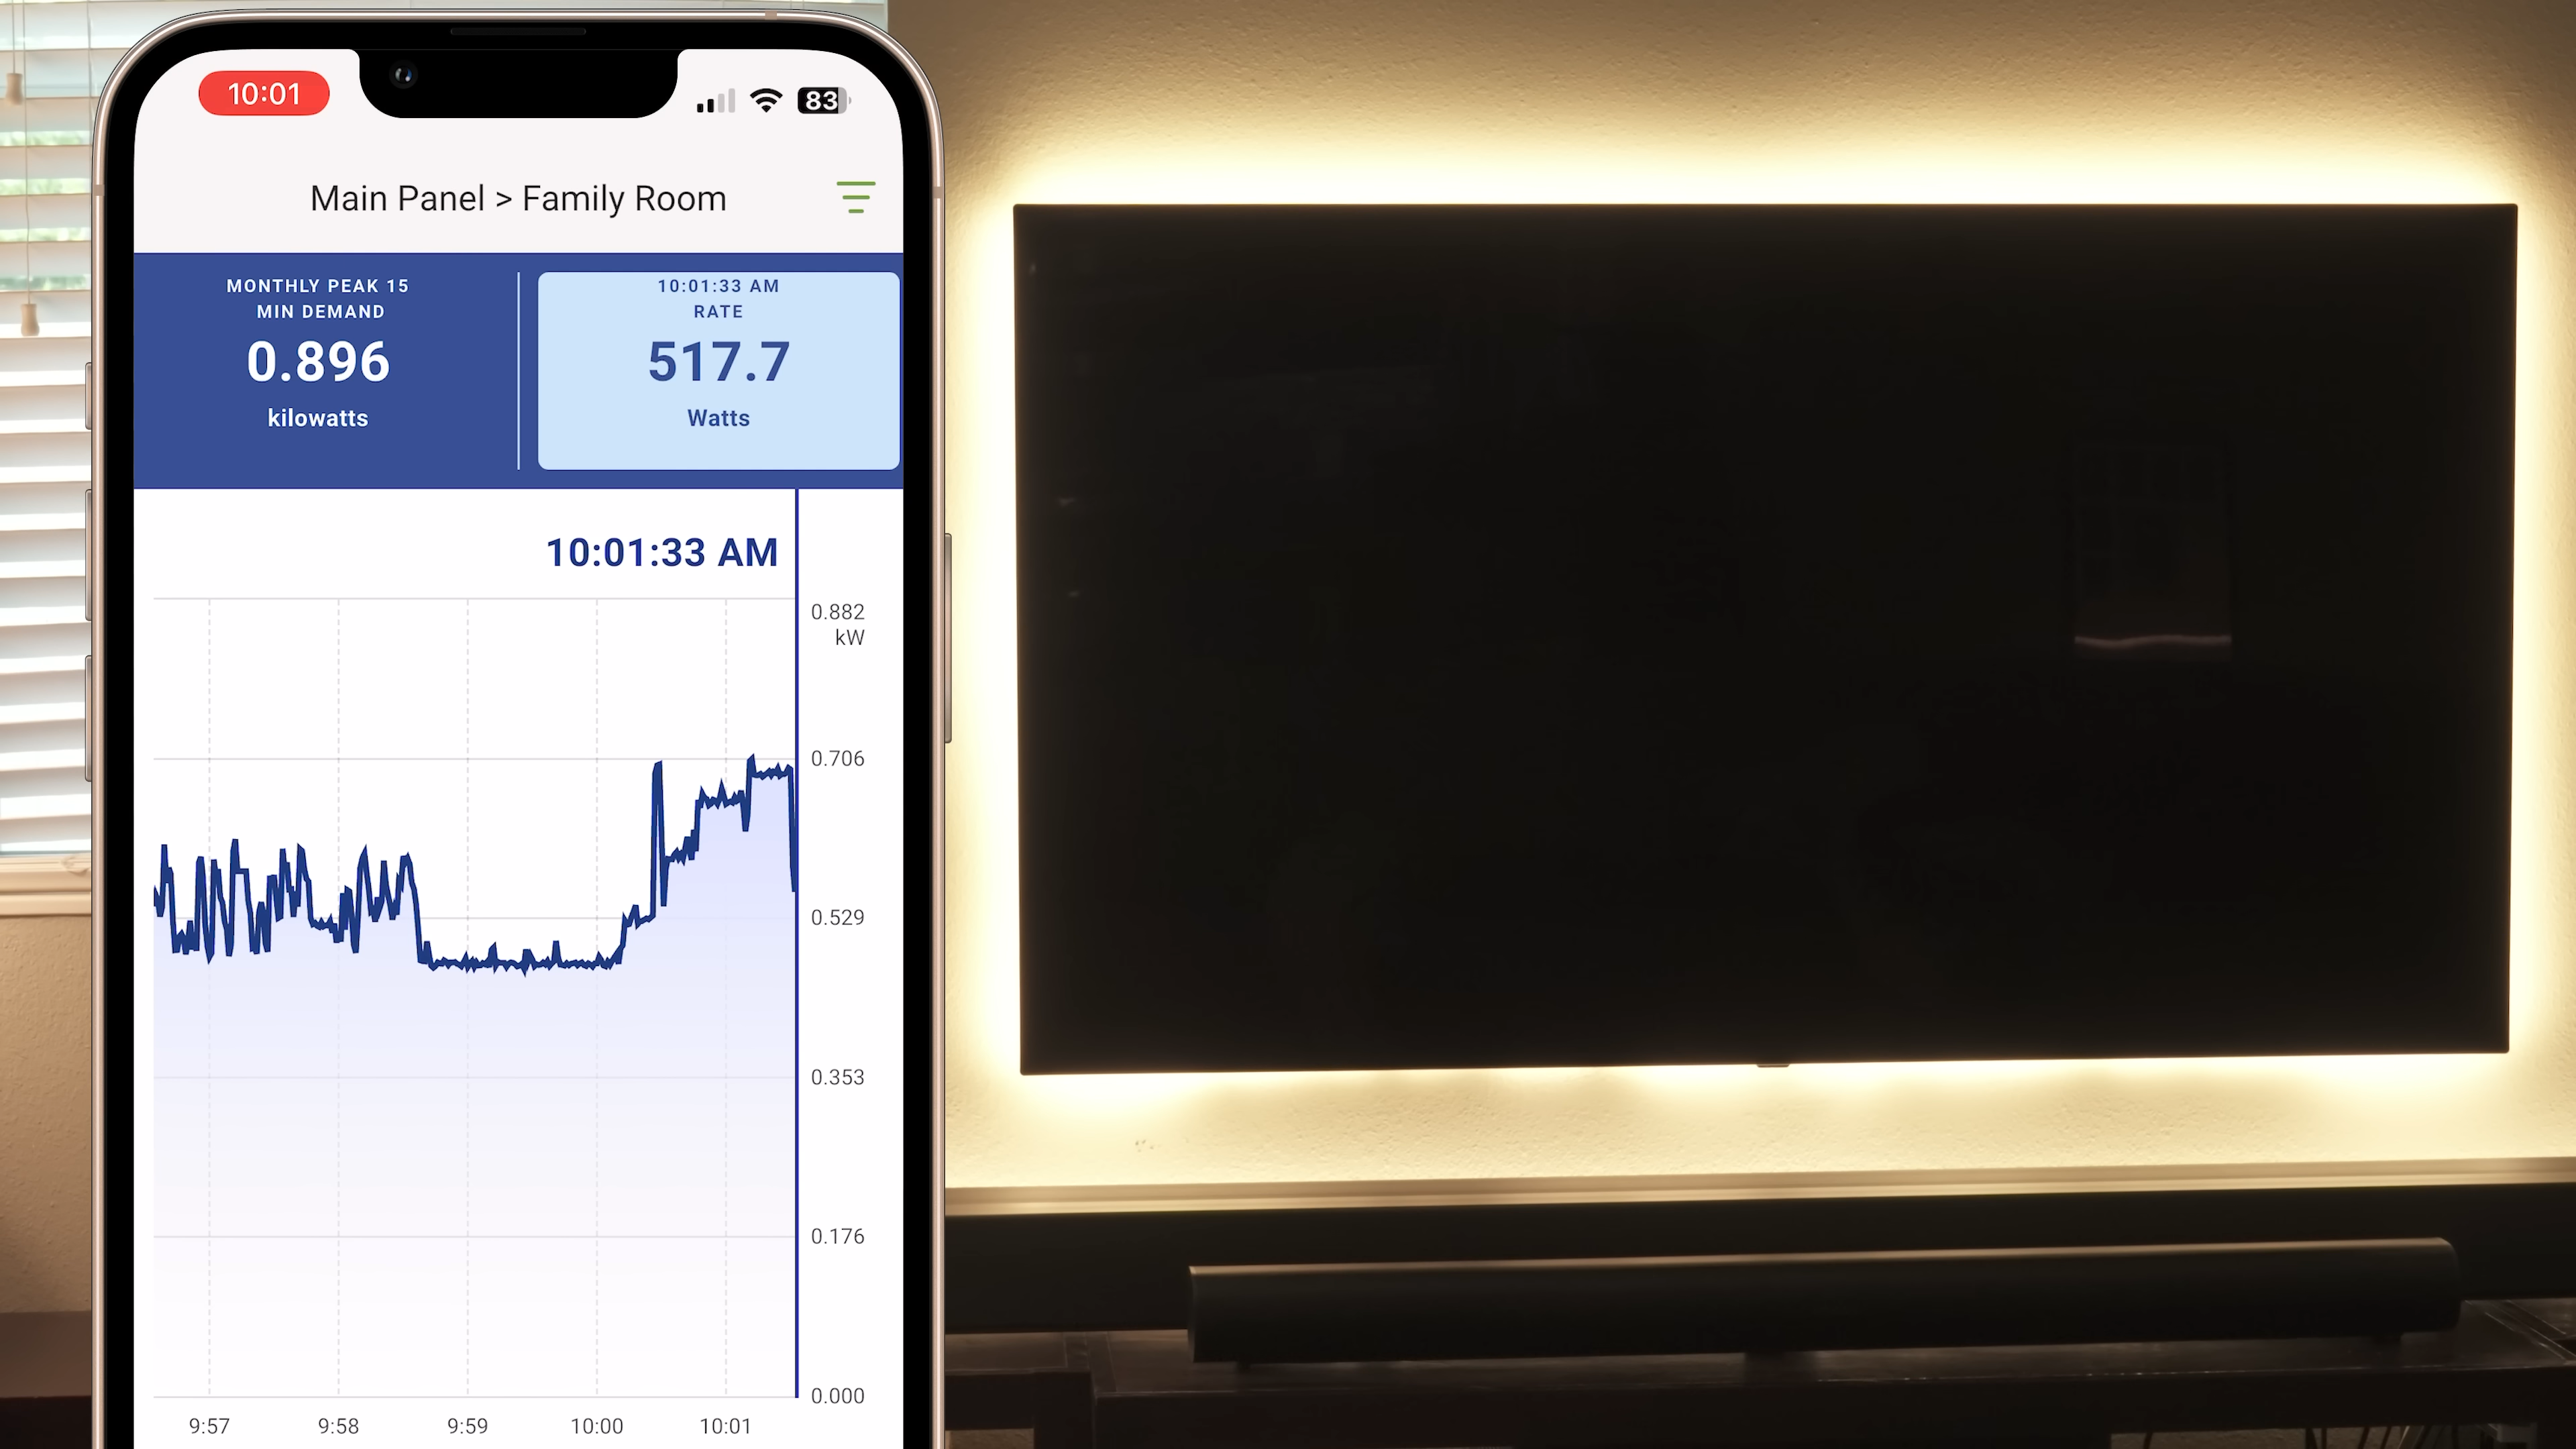 10:01
83
Main Panel > Family Room
MONTHLY PEAK 15
MIN DEMAND
0.896
kilowatts
10:01:33 AM
RATE
517.7
Watts
10:01:33 AM
0.882
kW
0.706
0.529
0.353
0.176
0.000
9:57
9:58
9:59
10:00
10:01